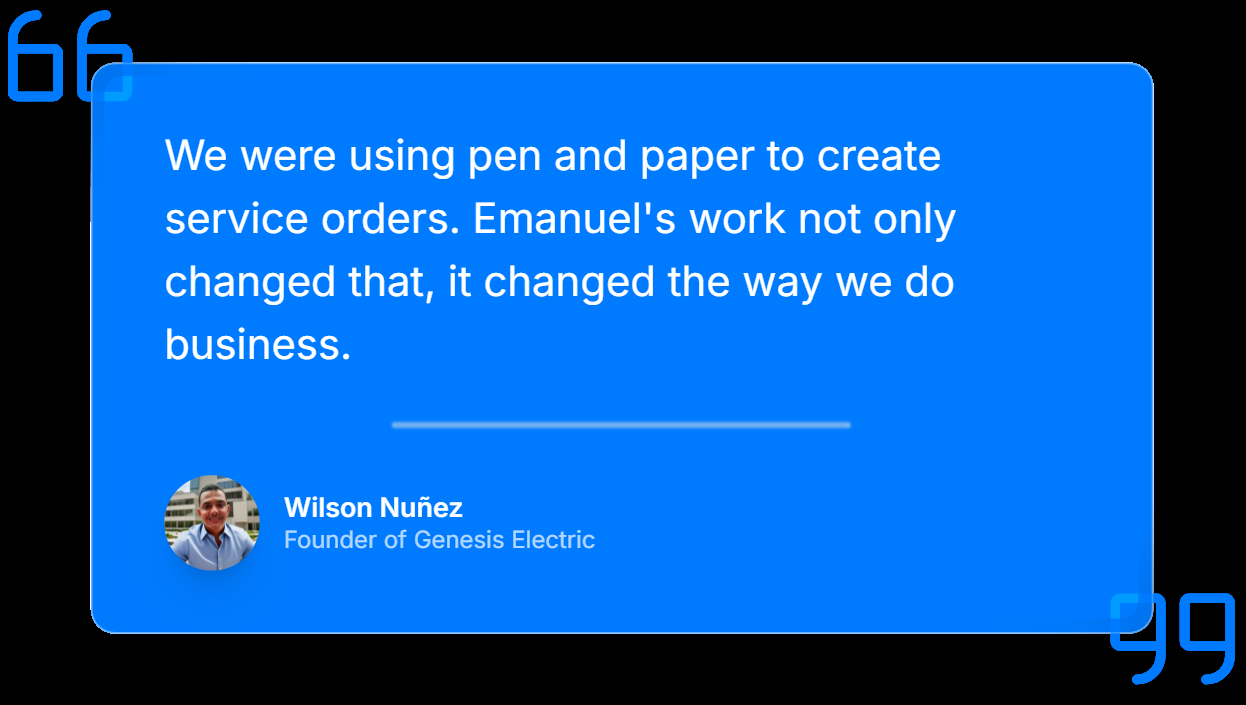 We were using pen and paper to create
service orders. Emanuel's work not only
changed that, it changed the way we do
business.
Wilson Nuñez
Founder of Genesis Electric